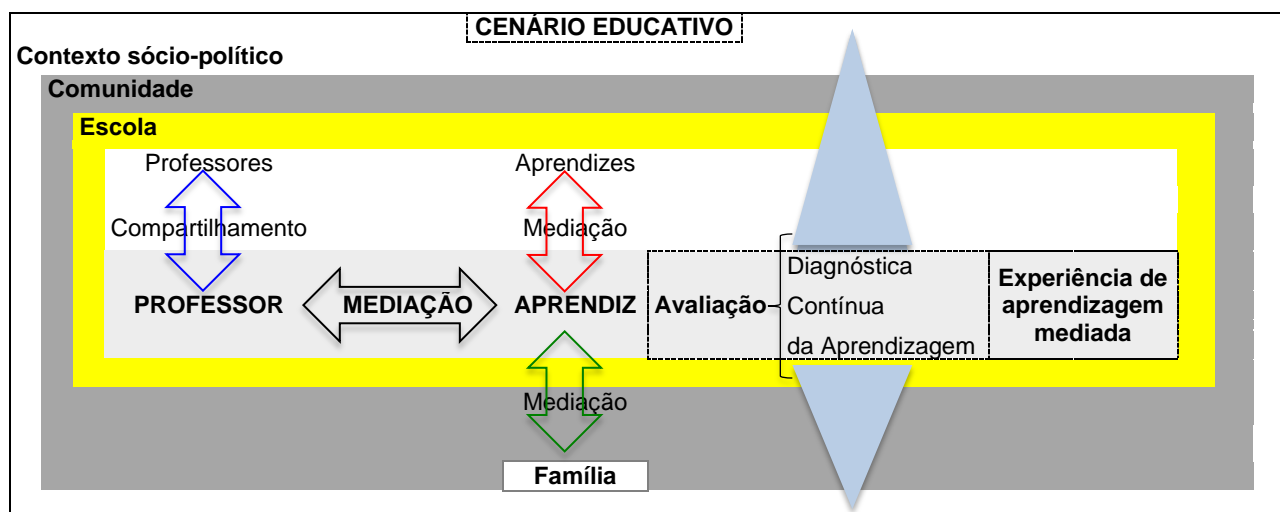 CENÁRIO EDUCATIVO
Contexto sócio-político
Comunidade
Escola
Professores
Aprendizes
Compartilhamento
Mediação
PROFESSOR
MEDIAÇÃO
APRENDIZ
Avaliação
Diagnóstica
Contínua
da Aprendizagem
Experiência de
aprendizagem
mediada
Mediação
Família